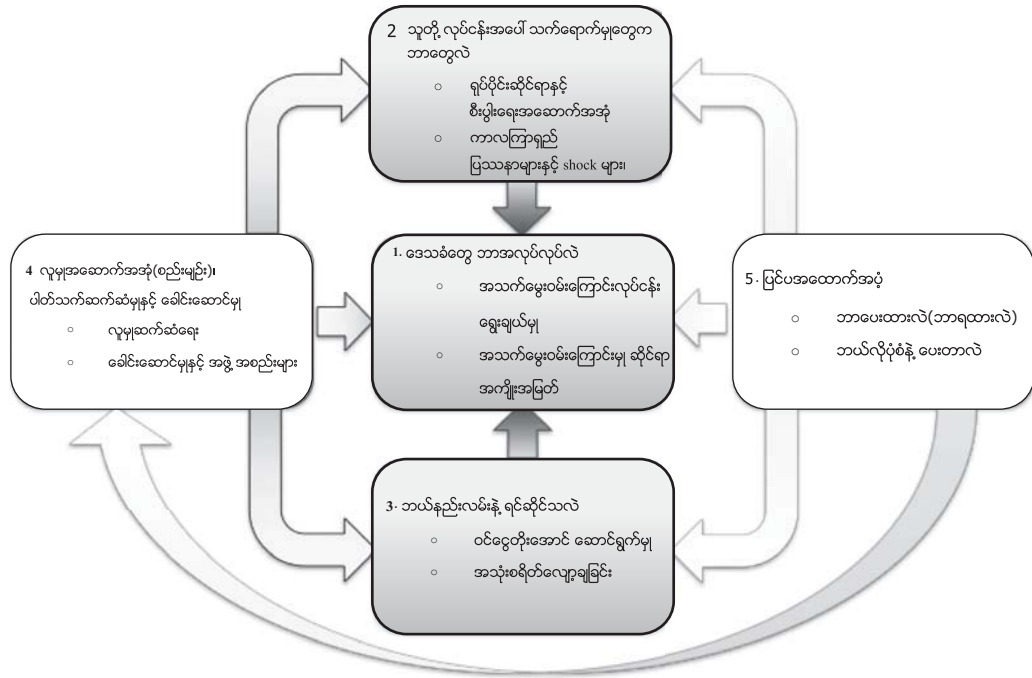 2 သူတို့ လုပ်ငန်းအပေါ် သက်ရောက်မှုတွေက
ဘာတွေလဲ
○ ရုပ်ပိုင်းဆိုင်ရာနှင့်
စီးပွါးရေးအဆောက်အအုံ
○ ကာလကြာရှည်
ပြဿနာများနှင့် shock များ၊
1. ဒေသခံတွေ ဘာအလုပ်လုပ်လဲ
○ အသက်မွေးဝမ်းကြောင်းလုပ်ငန်း
ရွေးချယ်မှု
○ အသက်မွေးဝမ်းကြောင်းမှု ဆိုင်ရာ
အကျိုးအမြတ်
4 လူမှုအဆောက်အအုံ(စည်းမျဉ်း)၊
ပါတ်သက်ဆက်ဆံမှုနှင့် ခေါင်းဆောင်မှု
○ လူမှုဆက်ဆံရေး
○ ခေါင်းဆောင်မှုနှင့် အဖွဲ့ အစည်းများ
5. ပြင်ပအထောက်အပံ့
○ ဘာပေးထားလဲ(ဘာရထားလဲ)
○ ဘယ်လိုပုံစံနဲ့ ပေးတာလဲ
3. ဘယ်နည်းလမ်းနဲ့ ရင်ဆိုင်သလဲ
○ ဝင်ငွေတိုးအောင် ဆောင်ရွက်မှု
○ အသုံးစရိတ်လျော့ချခြင်း